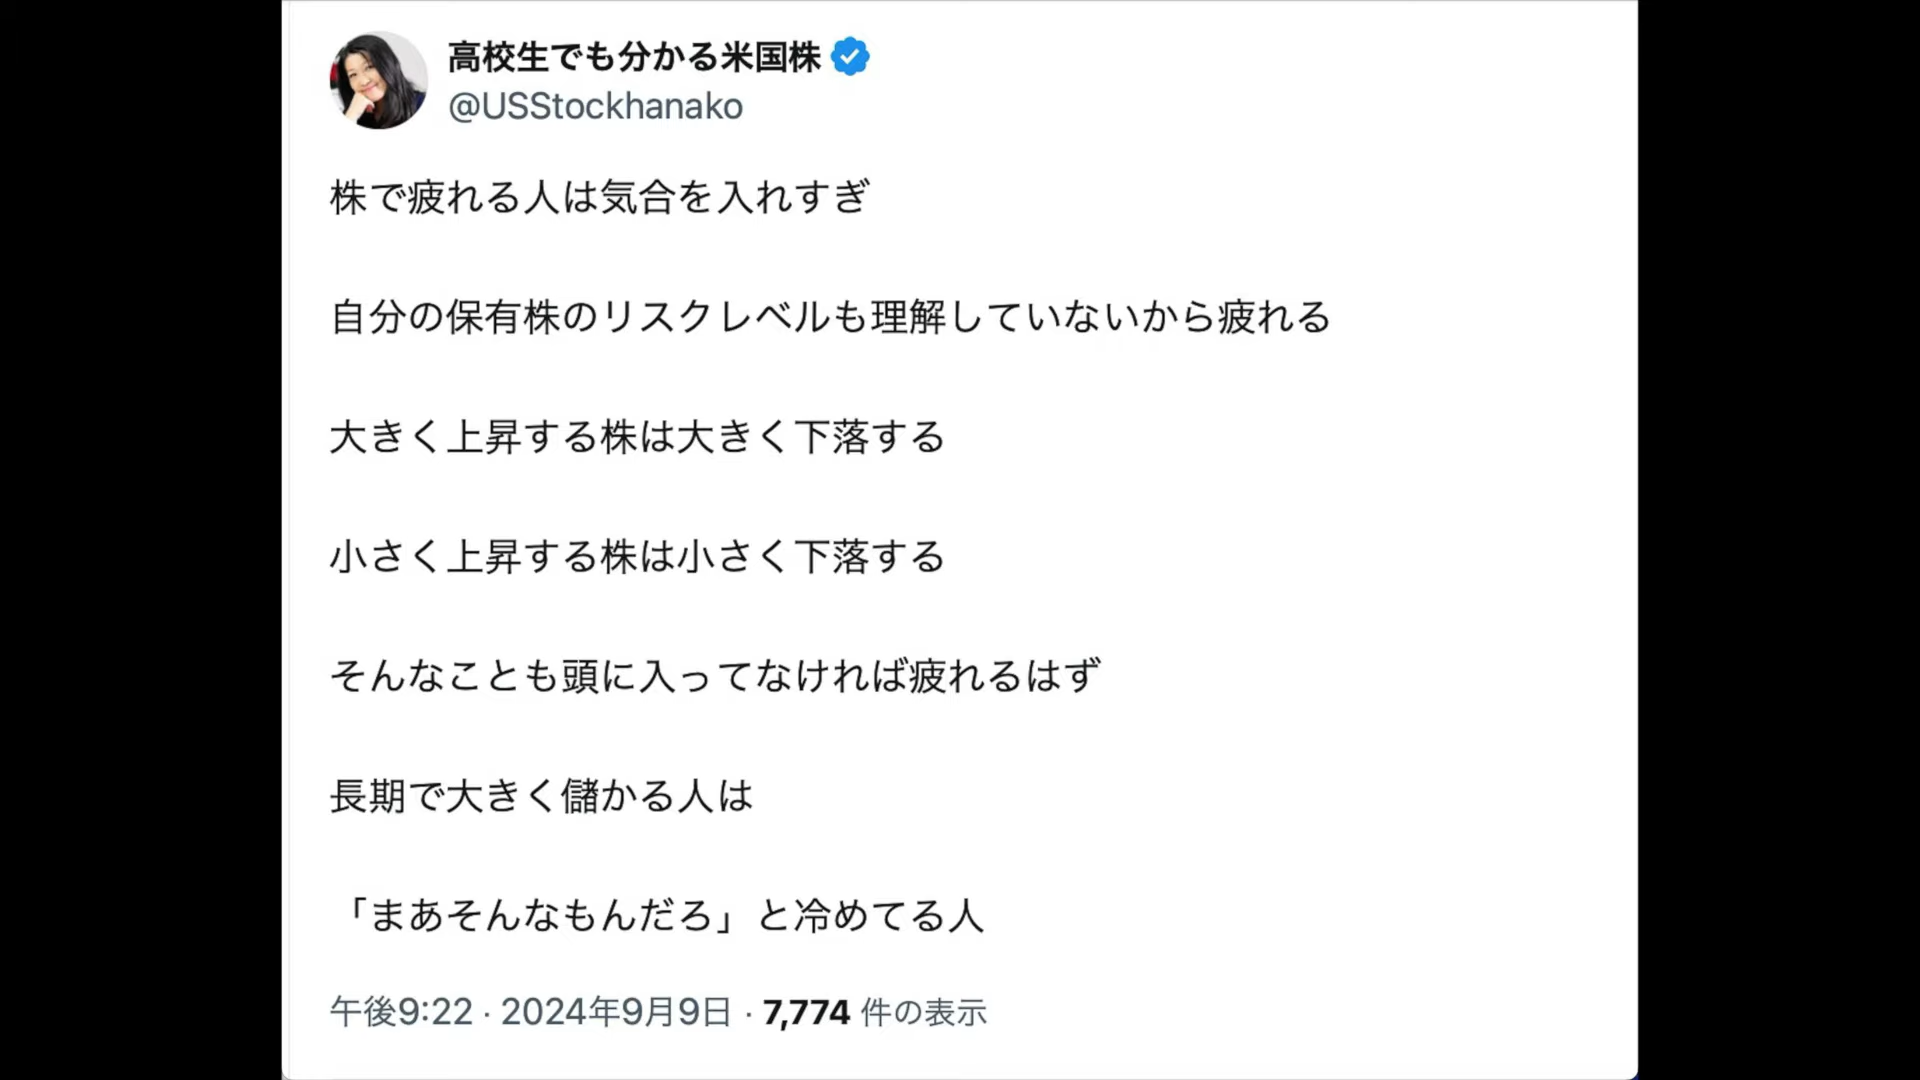 高校生でも分かる米国株
@USStockhanako
株で疲れる人は気合を入れすぎ
自分の保有株のリスクレベルも理解していないから疲れる
大きく上昇する株は大きく下落する
小さく上昇する株は小さく下落する
そんなことも頭に入ってなければ疲れるはず
長期で大きく儲かる人は
「まあそんなもんだろ」と冷めてる人
午後9:22 · 2024年9月9日 · 7,774 件の表示